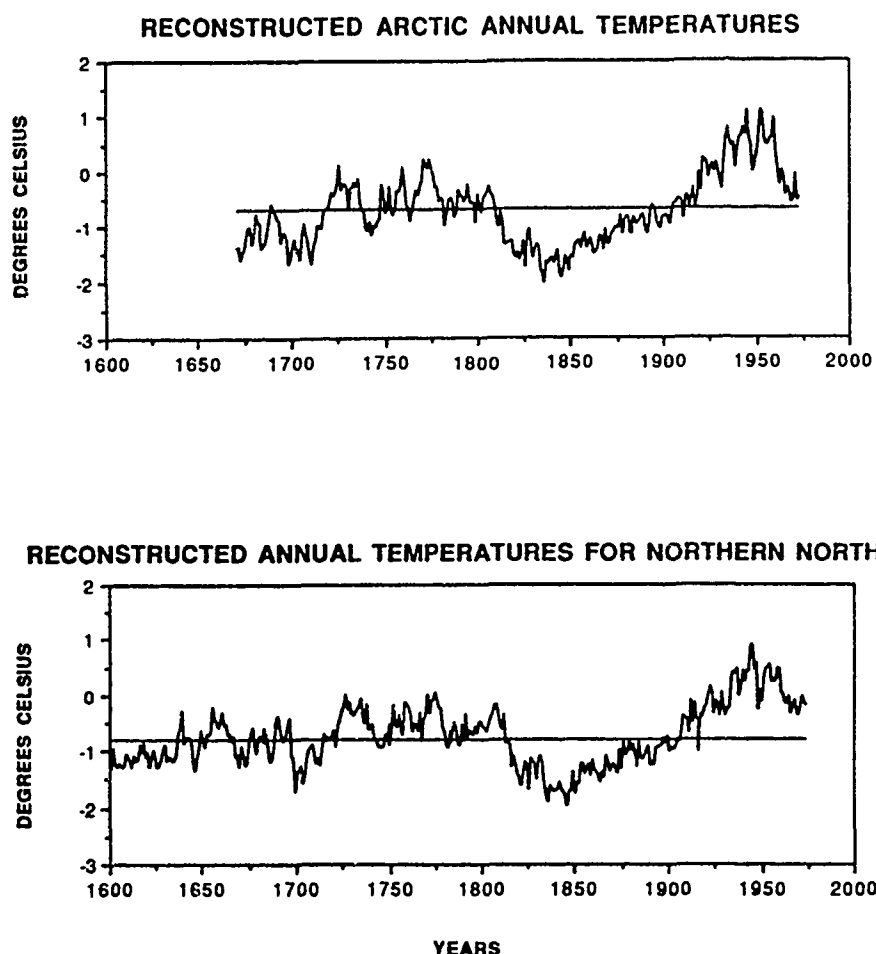 RECONSTRUCTED ARCTIC ANNUAL TEMPERATURES
2
1
0
-1
-2
-3
DEGREES CELSIUS
1600 1650 1700 1750 1800 1850 1900 1950 2000
RECONSTRUCTED ANNUAL TEMPERATURES FOR NORTHERN NORTH
2
1
0
-1
-2
-3
DEGREES CELSIUS
1600 1650 1700 1750 1800 1850 1900 1950 2000
YEARS